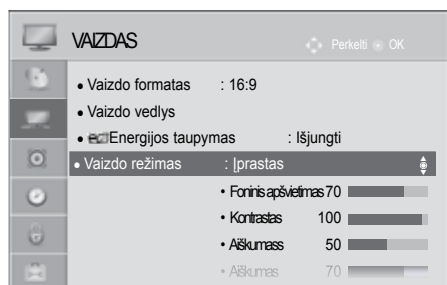 VAIZDAS
Perkelti OK
• Vaizdo formatas : 16:9
• Vaizdo vedlys
• Energijos taupymas : Išjungti
• Vaizdo režimas : Įprastas
• Foninis apšvietimas 70
• Kontrastas 100
• Aiškumass 50
• Aiškumas 70